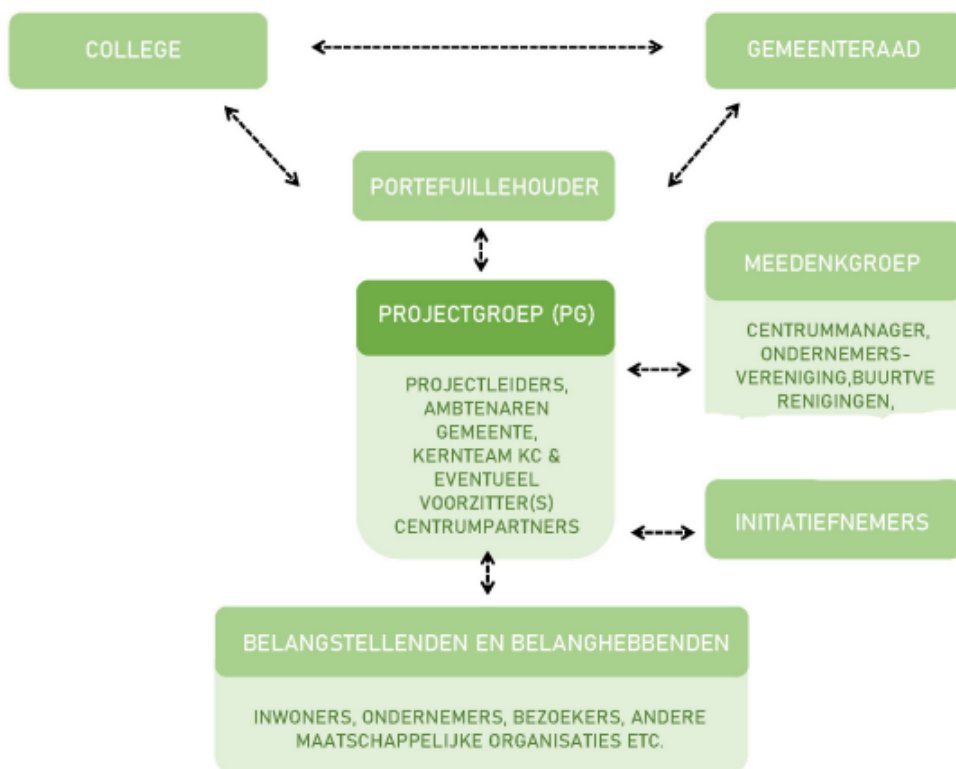 COLLEGE
GEMEENTERAAD
PORTEFUILLEHOUDER
PROJECTGROEP (PG)
PROJECTLEIDERS,
AMBTENAREN
GEMEENTE,
KERNTEAM KC &
EVENTUEEL
VOORZITTER(S)
CENTRUMPARTNERS
MEEDENKGROEP
CENTRUMMANAGER,
ONDERNEMERS-
VERENIGING,BUURTVE
RENIGINGEN,
INITIATIEFNEMERS
BELANGSTELLENDEN EN BELANGHEBBENDEN
INWONERS, ONDERNEMERS, BEZOEKERS, ANDERE
MAATSCHAPPELIJKE ORGANISATIES ETC.